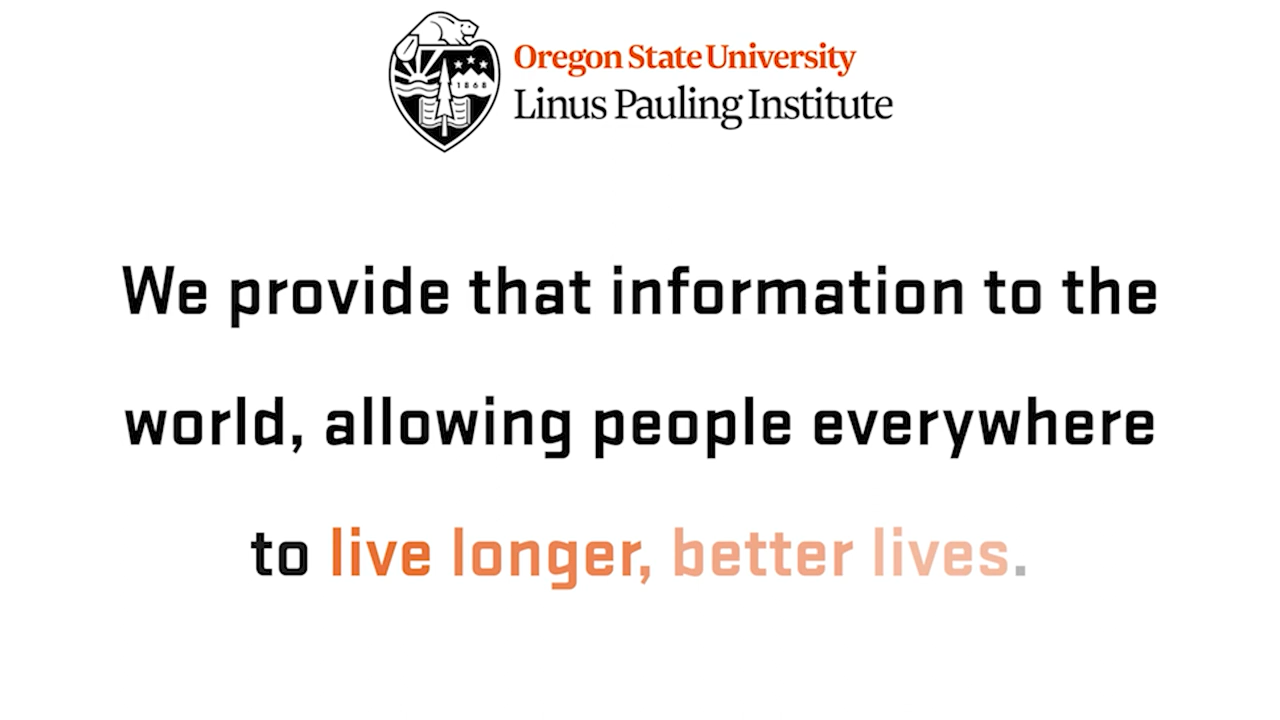 Oregon State University
Linus Pauling Institute
1868
We provide that information to the
world, allowing people everywhere
to live longer, better lives.